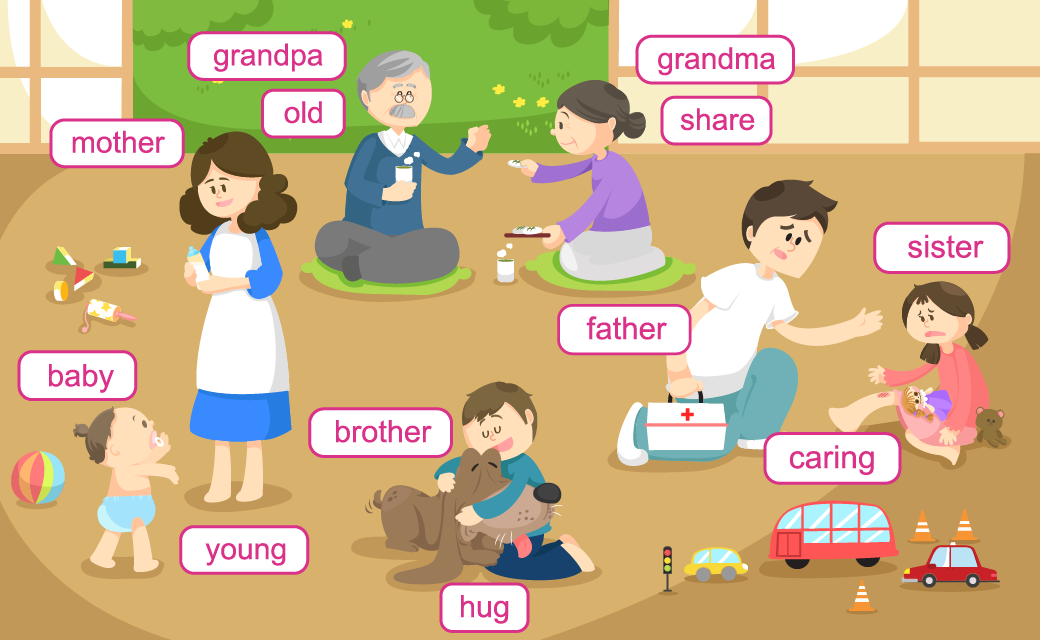 grandpa
grandma
old
share
mother
sister
father
baby
brother
caring
young
hug